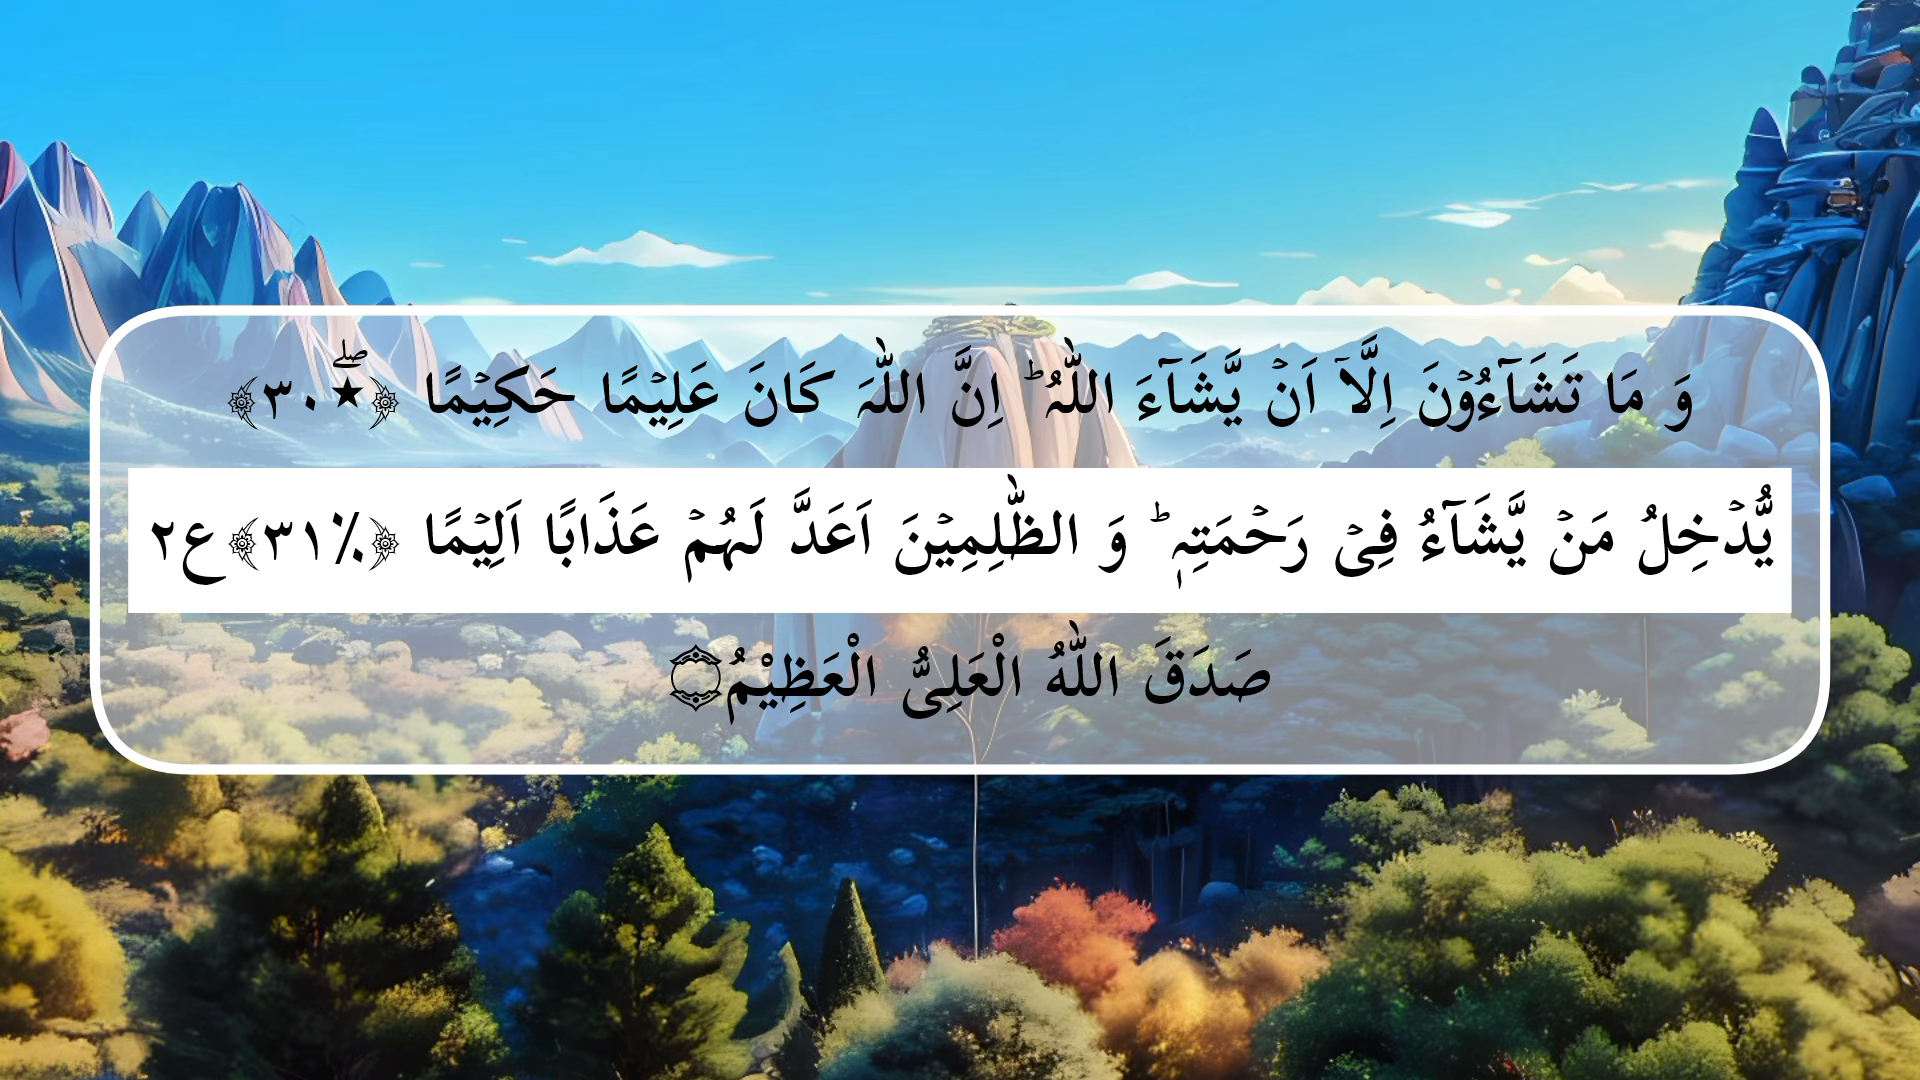 وَ مَا تَشَآءُوۡنَ اِلَّاۤ اَنۡ يَّشَآءَ اللّٰہُ ؕ اِنَّ اللّٰہَ کَانَ عَلِیۡمًا حَکِیۡمًا ﴿٭ۖ۳۰﴾
یُّدۡخِلُ مَنۡ یَّشَآءُ فِیۡ رَحۡمَتِہٖ ؕ وَ الظّٰلِمِیۡنَ اَعَدَّ لَہُمۡ عَذَابًا اَلِیۡمًا ﴿٪۳۱﴾ع۲
صَدَقَ اللّٰهُ الْعَلِىُّ الْعَظِيْمُ۝